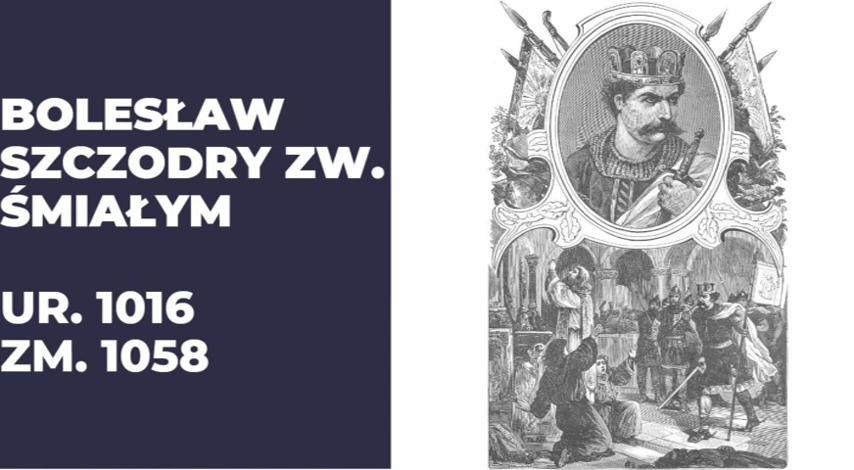 BOLESŁAW
SZCZODRY ZW.
ŚMIAŁYM
UR. 1016
ZM. 1058